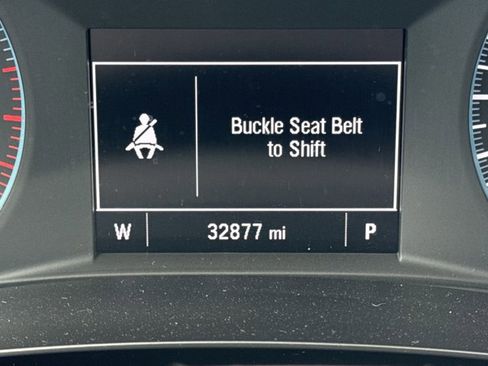 Buckle Seat Belt
to Shift
W 32877 mi P